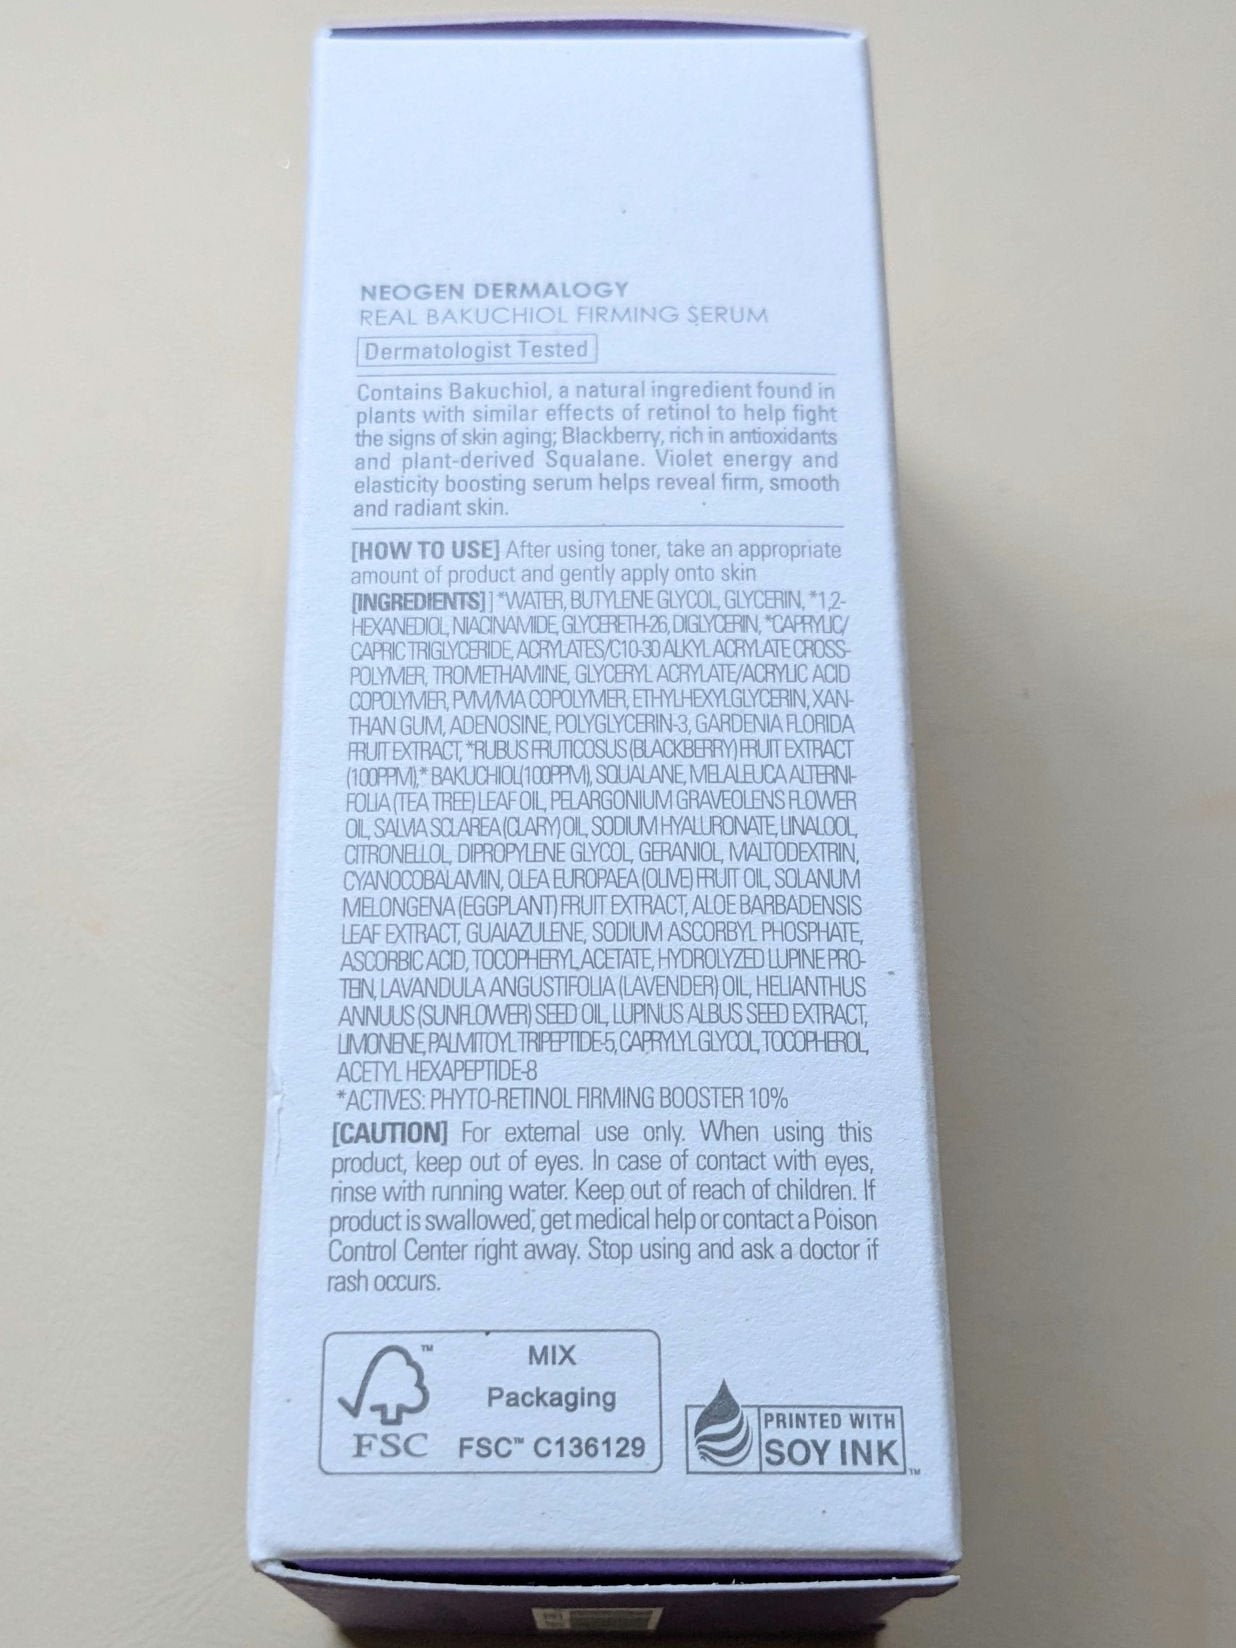 NEOGEN DERMALOGY
REAL BAKUCHIOL FIRMING SERUM
Dermatologist Tested
Contains Bakuchiol, a natural ingredient found in
plants with similar effects of retinol to help fight
the signs of skin aging; Blackberry, rich in antioxidants
and plant-derived Squalane. Violet energy and
elasticity boosting serum helps reveal firm, smooth
and radiant skin.
[HOW TO USE] After using toner, take an appropriate
amount of product and gently apply onto skin
[INGREDIENTS] ] *WATER, BUTYLENE GLYCOL, GLYCERIN, *1,2-
HEXANEDIOL, NIACINAMIDE, GLYCERETH-26, DIGLYCERIN, *CAPRYLIC/
CAPRIC TRIGLYCERIDE, ACRYLATES/C10-30 ALKYL ACRYLATE CROSS-
POLYMER, TROMETHAMINE, GLYCERYL ACRYLATE/ACRYLIC ACID
COPOLYMER, PVM/MA COPOLYMER, ETHYLHEXYLGLYCERIN, XAN-
THAN GUM, ADENOSINE, POLYGLYCERIN-3, GARDENIA FLORIDA
FRUIT EXTRACT, *RUBUS FRUTICOSUS (BLACKBERRY) FRUIT EXTRACT
(100PPM),* BAKUCHIOL(100PPM), SQUALANE, MELALEUCA ALTERNI-
FOLIA (TEA TREE) LEAF OIL, PELARGONIUM GRAVEOLENS FLOWER
OIL, SALVIA SCLAREA (CLARY) OIL, SODIUM HYALURONATE, LINALOOL,
CITRONELLOL, DIPROPYLENE GLYCOL, GERANIOL, MALTODEXTRIN,
CYANOCOBALAMIN, OLEA EUROPAEA (OLIVE) FRUIT OIL, SOLANUM
MELONGENA (EGGPLANT) FRUIT EXTRACT, ALOE BARBADENSIS
LEAF EXTRACT, GUAIAZULENE, SODIUM ASCORBYL PHOSPHATE,
ASCORBIC ACID, TOCOPHERYL ACETATE, HYDROLYZED LUPINE PRO-
TEIN, LAVANDULA ANGUSTIFOLIA (LAVENDER) OIL, HELIANTHUS
ANNUUS (SUNFLOWER) SEED OIL, LUPINUS ALBUS SEED EXTRACT,
LIMONENE, PALMITOYL TRIPEPTIDE-5, CAPRYLYL GLYCOL, TOCOPHEROL,
ACETYL HEXAPEPTIDE-8
*ACTIVES: PHYTO-RETINOL FIRMING BOOSTER 10%
[CAUTION] For external use only. When using this
product, keep out of eyes. In case of contact with eyes,
rinse with running water. Keep out of reach of children. If
product is swallowed, get medical help or contact a Poison
Control Center right away. Stop using and ask a doctor if
rash occurs.
™
FSC
MIX
Packaging
FSC™ C136129
PRINTED WITH
SOY INK™